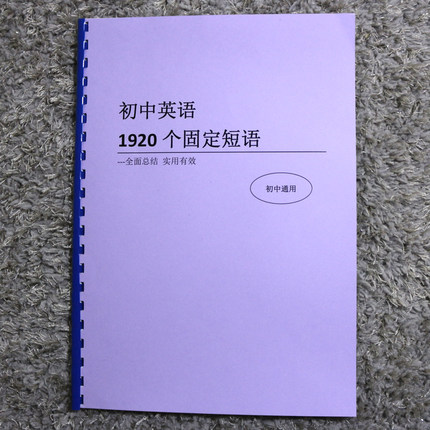 初中英语
1920 个固定短语
—全面总结 实用有效
初中通用